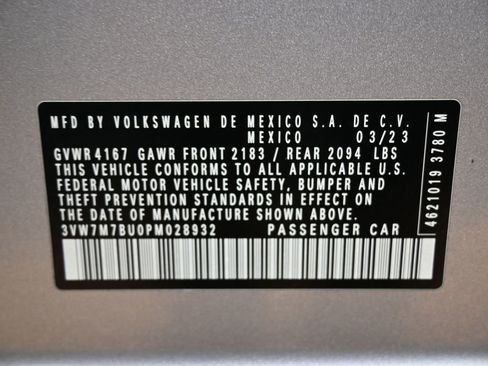 MFD BY VOLKSWAGEN DE MEXICO S.A. DE C.V.
MEXICO 03/23
GVWR 4167 GAWR FRONT 2183 / REAR 2094 LBS
THIS VEHICLE CONFORMS TO ALL APPLICABLE U.S.
FEDERAL MOTOR VEHICLE SAFETY, BUMPER AND
THEFT PREVENTION STANDARDS IN EFFECT ON
THE DATE OF MANUFACTURE SHOWN ABOVE.
3VW7M7BU0PM028932 PASSENGER CAR
4621019 3780 M